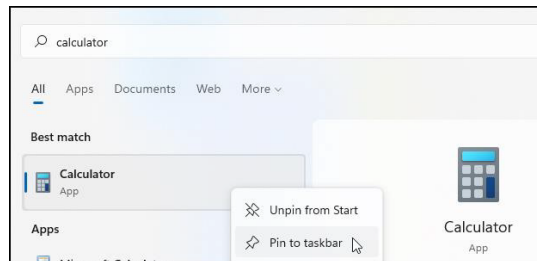 calculator
All Apps Documents Web More
Best match
Calculator
App
Unpin from Start
Apps
Pin to taskbar
Calculator
App